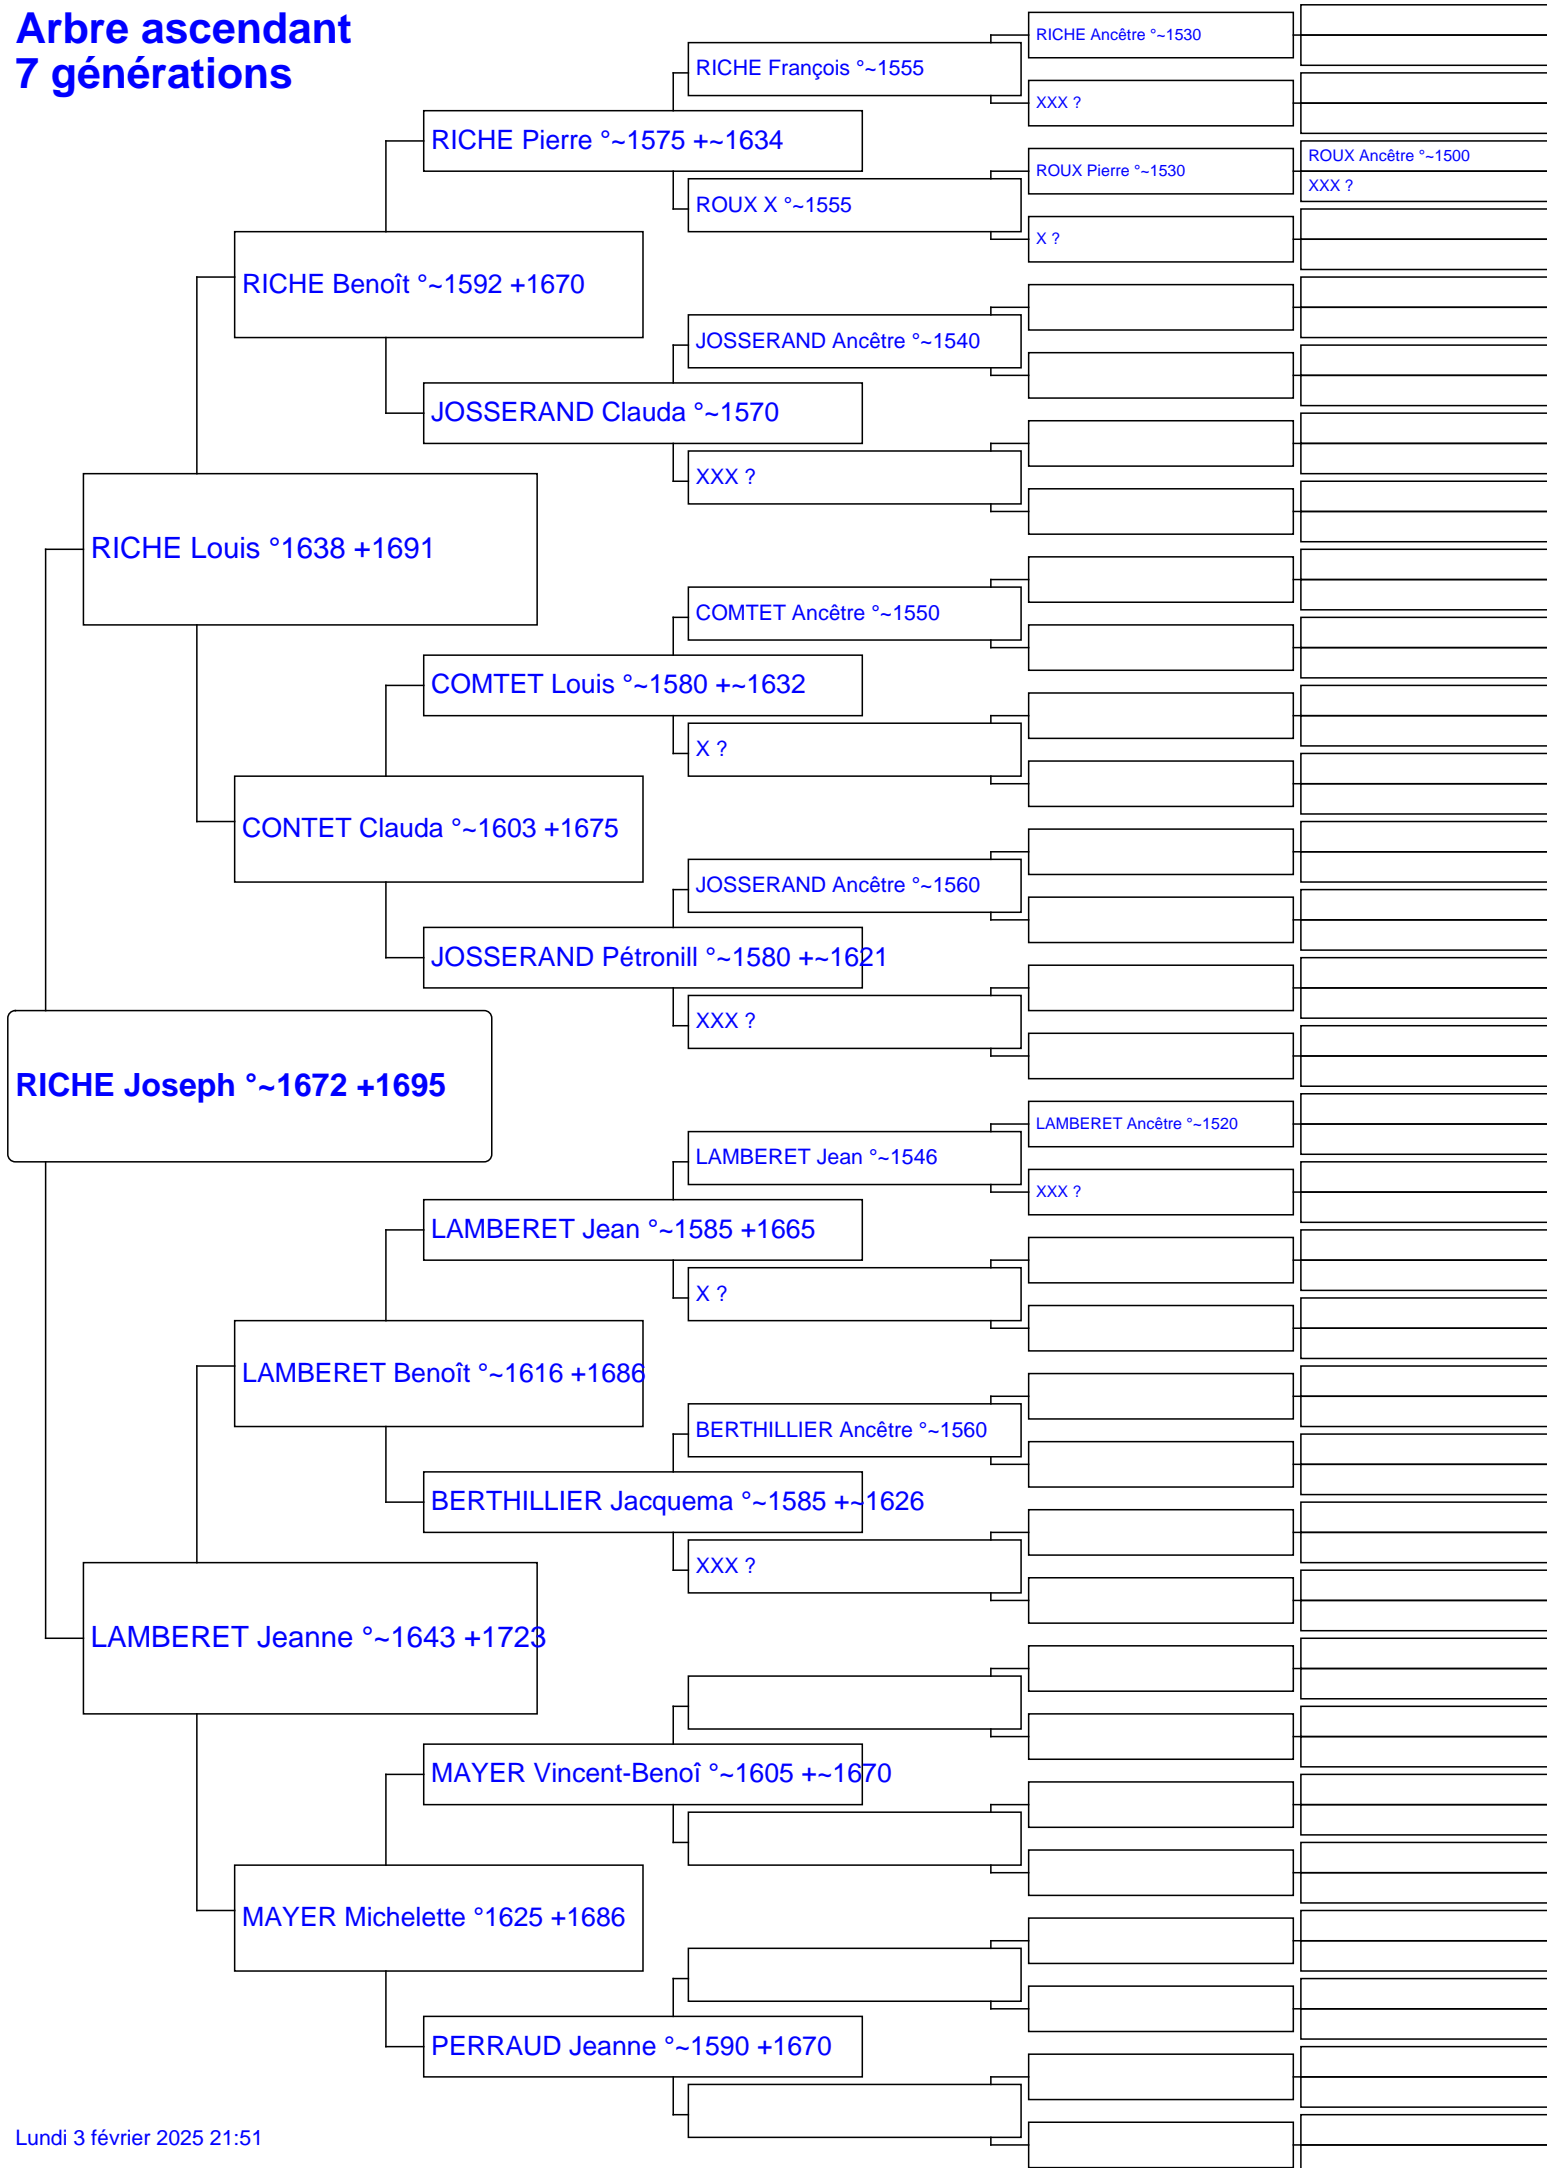 Arbre ascendant
7 générations
RICHE Ancêtre °~1530
RICHE François °~1555
XXX ?
RICHE Pierre °~1575 +~1634
ROUX Ancêtre °~1500
ROUX Pierre °~1530
XXX ?
ROUX X °~1555
X ?
RICHE Benoît °~1592 +1670
JOSSERAND Ancêtre °~1540
JOSSERAND Clauda °~1570
XXX ?
RICHE Louis °1638 +1691
COMTET Ancêtre °~1550
COMTET Louis °~1580 +~1632
X ?
CONTET Clauda °~1603 +1675
JOSSERAND Ancêtre °~1560
JOSSERAND Pétronill °~1580 +~1621
XXX ?
RICHE Joseph °~1672 +1695
LAMBERET Ancêtre °~1520
LAMBERET Jean °~1546
XXX ?
LAMBERET Jean °~1585 +1665
X ?
LAMBERET Benoît °~1616 +1686
BERTHILLIER Ancêtre °~1560
BERTHILLIER Jacquema °~1585 +~1626
XXX ?
LAMBERET Jeanne °~1643 +1723
MAYER Vincent-Benoî °~1605 +~1670
MAYER Michelette °1625 +1686
PERRAUD Jeanne °~1590 +1670
Lundi 3 février 2025 21:51